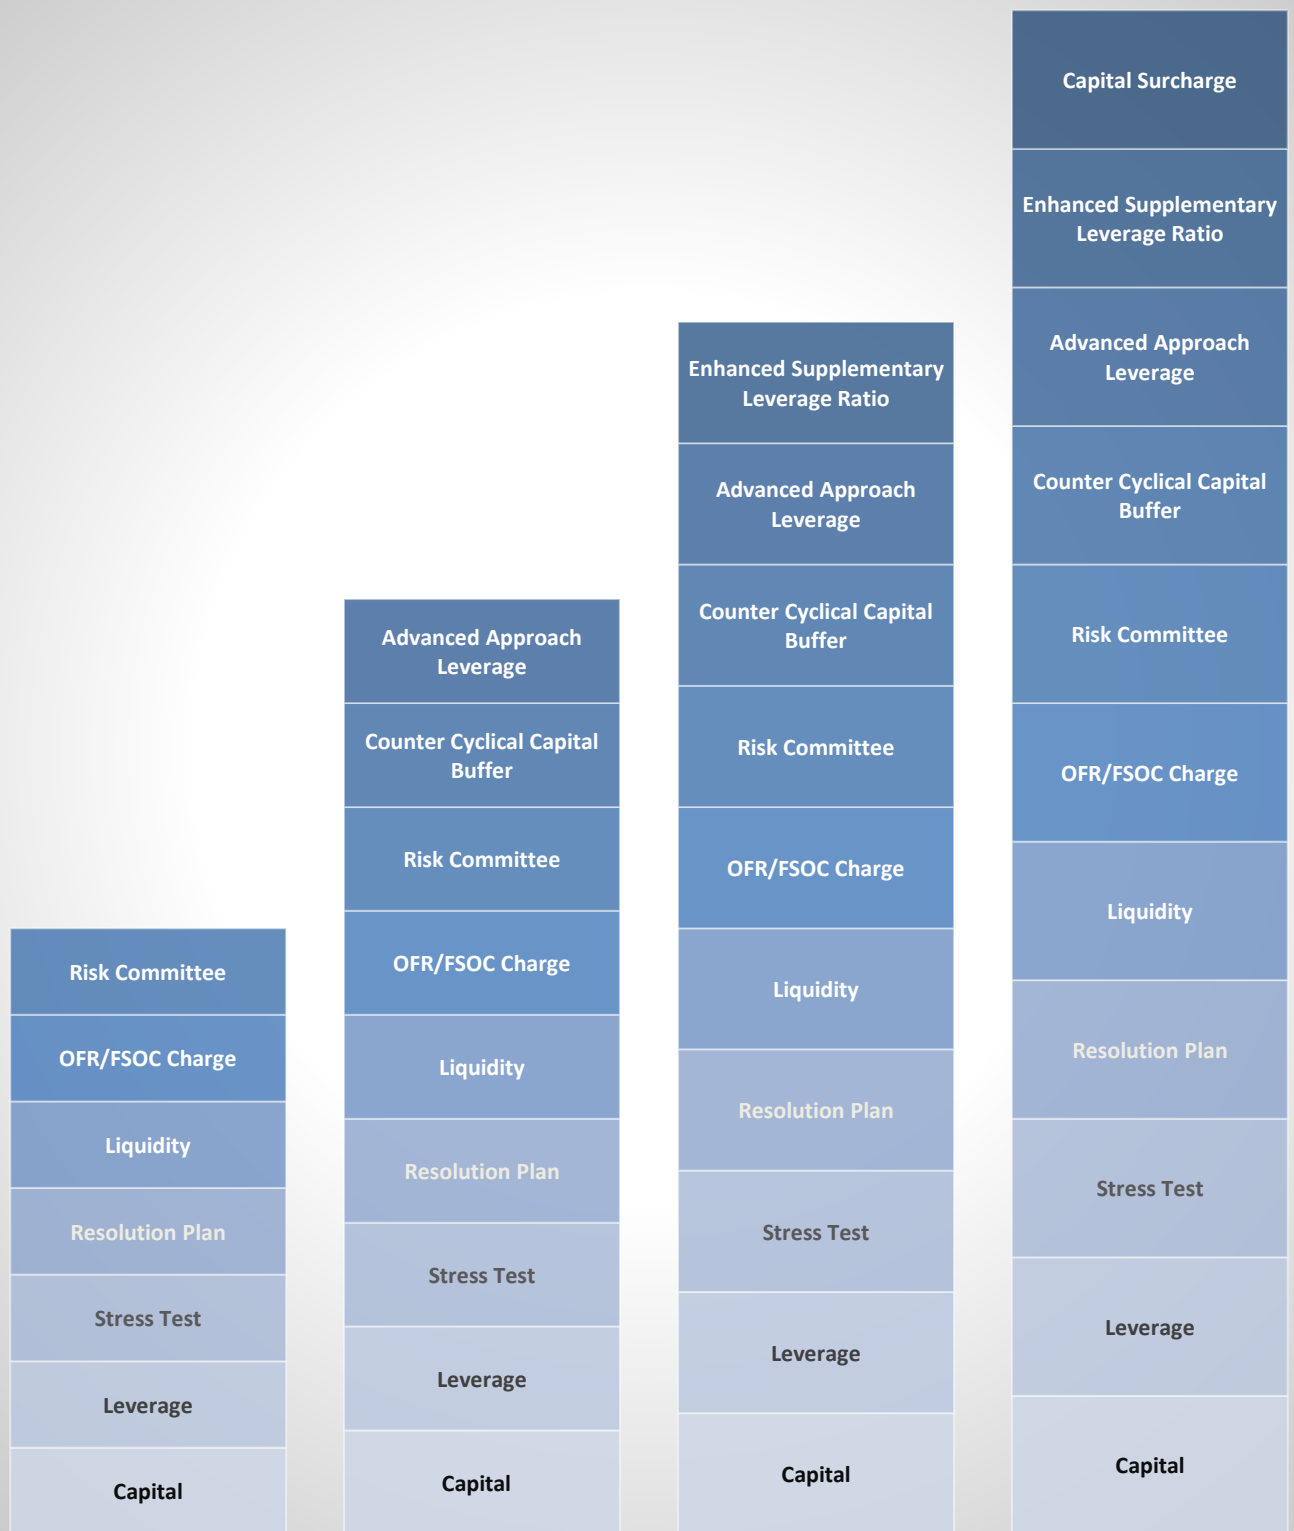 Risk Committee
OFR/FSOC Charge
Liquidity
Resolution Plan
Stress Test
Leverage
Capital
Advanced Approach
Leverage
Counter Cyclical Capital
Buffer
Risk Committee
OFR/FSOC Charge
Liquidity
Resolution Plan
Stress Test
Leverage
Capital
Enhanced Supplementary
Leverage Ratio
Advanced Approach
Leverage
Counter Cyclical Capital
Buffer
Risk Committee
OFR/FSOC Charge
Liquidity
Resolution Plan
Stress Test
Leverage
Capital
Capital Surcharge
Enhanced Supplementary
Leverage Ratio
Advanced Approach
Leverage
Counter Cyclical Capital
Buffer
Risk Committee
OFR/FSOC Charge
Liquidity
Resolution Plan
Stress Test
Leverage
Capital